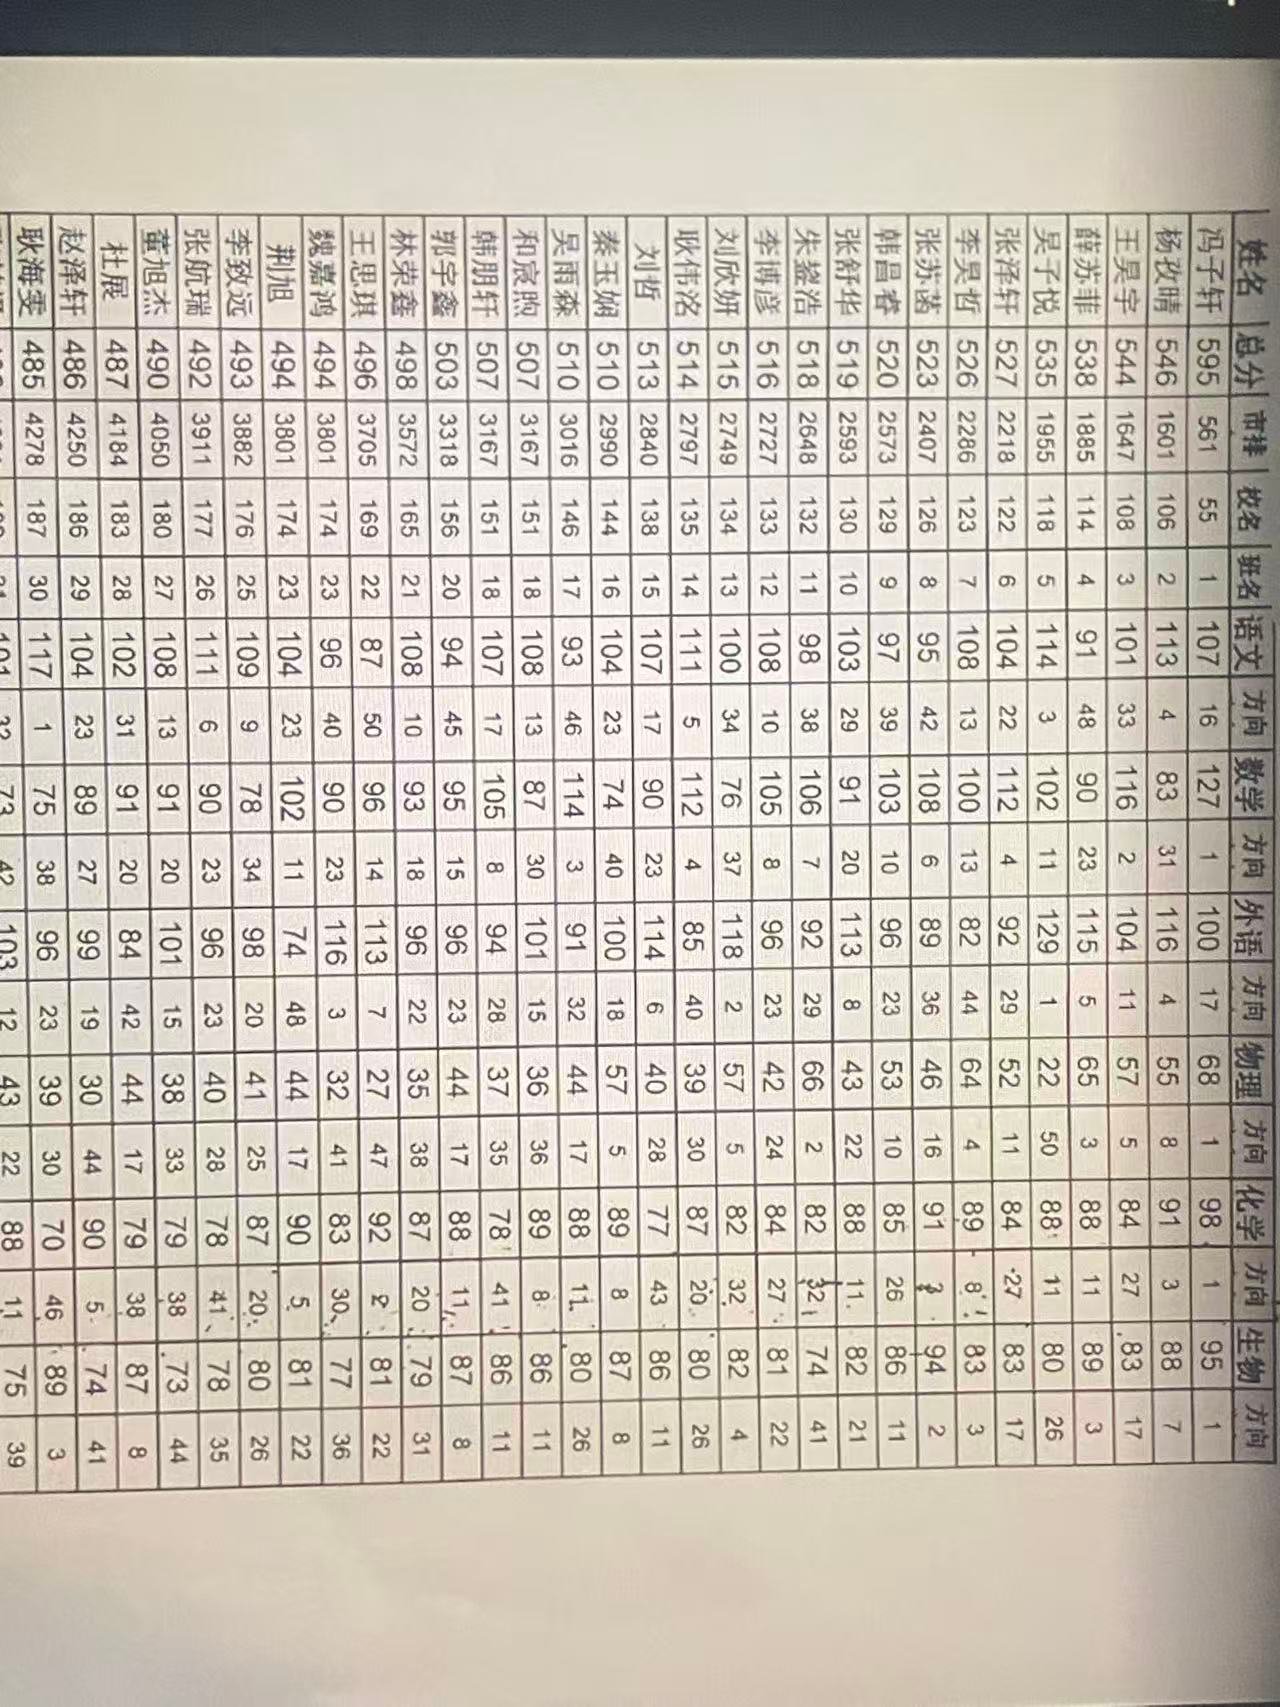 姓名 总分 市排 校名 班名 语文 方向 数学 方向 外语 方向 物理 方向 化学 方向 生物 方向
冯子轩 595 561 55 1 107 16 127 1 100 17 68 1 98 1 95 1
杨孜晴 546 1601 106 2 113 4 83 31 116 4 55 8 91 3 88 7
王昊宇 544 1647 108 3 101 33 116 2 104 11 57 5 84 27 83 17
薛苏菲 538 1885 114 4 91 48 90 23 115 5 65 3 88 11 89 3
吴子悦 535 1955 118 5 114 3 102 11 129 1 22 50 88 11 80 26
张泽轩 527 2218 122 6 104 22 112 4 92 29 52 11 84 27 83 17
李昊哲 526 2286 123 7 108 13 100 13 82 44 64 4 89 8 83 3
张苏菡 523 2407 126 8 95 42 108 6 89 36 46 16 91 3 94 2
韩昌睿 520 2573 129 9 97 39 103 10 96 23 53 10 85 26 86 11
张舒华 519 2593 130 10 103 29 91 20 113 8 43 22 88 11 82 21
朱鋆浩 518 2648 132 11 98 38 106 7 92 29 66 2 82 32 74 41
李博彦 516 2727 133 12 108 10 105 8 96 23 42 24 84 27 81 22
刘欣妍 515 2749 134 13 100 34 76 37 118 2 57 5 82 32 82 4
耿伟洺 514 2797 135 14 111 5 112 4 85 40 39 30 87 20 80 26
刘哲 513 2840 138 15 107 17 90 23 114 6 40 28 77 43 86 11
秦玉娴 510 2990 144 16 104 23 74 40 100 18 57 5 89 8 87 8
吴雨森 510 3016 146 17 93 46 114 3 91 32 44 17 88 11 80 26
和宸煦 507 3167 151 18 108 13 87 30 101 15 36 36 89 8 86 11
韩朋轩 507 3167 151 18 107 17 105 8 94 28 37 35 78 41 86 11
郭宇鑫 503 3318 156 20 94 45 95 15 96 23 44 17 88 11 87 8
林荣鑫 498 3572 165 21 108 10 93 18 96 22 35 38 87 20 79 31
王思琪 496 3705 169 22 87 50 96 14 113 7 27 47 92 2 81 22
魏嘉鸿 494 3801 174 23 96 40 90 23 116 3 32 41 83 30 77 36
荆旭 494 3801 174 23 104 23 102 11 74 48 44 17 90 5 81 22
李致远 493 3882 176 25 109 9 78 34 98 20 41 25 87 20 80 26
张航瑞 492 3911 177 26 111 6 90 23 96 23 40 28 78 41 78 35
董旭杰 490 4050 180 27 108 13 91 20 101 15 38 33 79 38 73 44
杜展 487 4184 183 28 102 31 91 20 84 42 44 17 79 38 87 8
赵泽轩 486 4250 186 29 104 23 89 27 99 19 30 44 90 5 74 41
耿海雯 485 4278 187 30 117 1 75 38 96 23 39 30 70 46 89 3
101 73 42 103 12 43 22 88 11 75 39